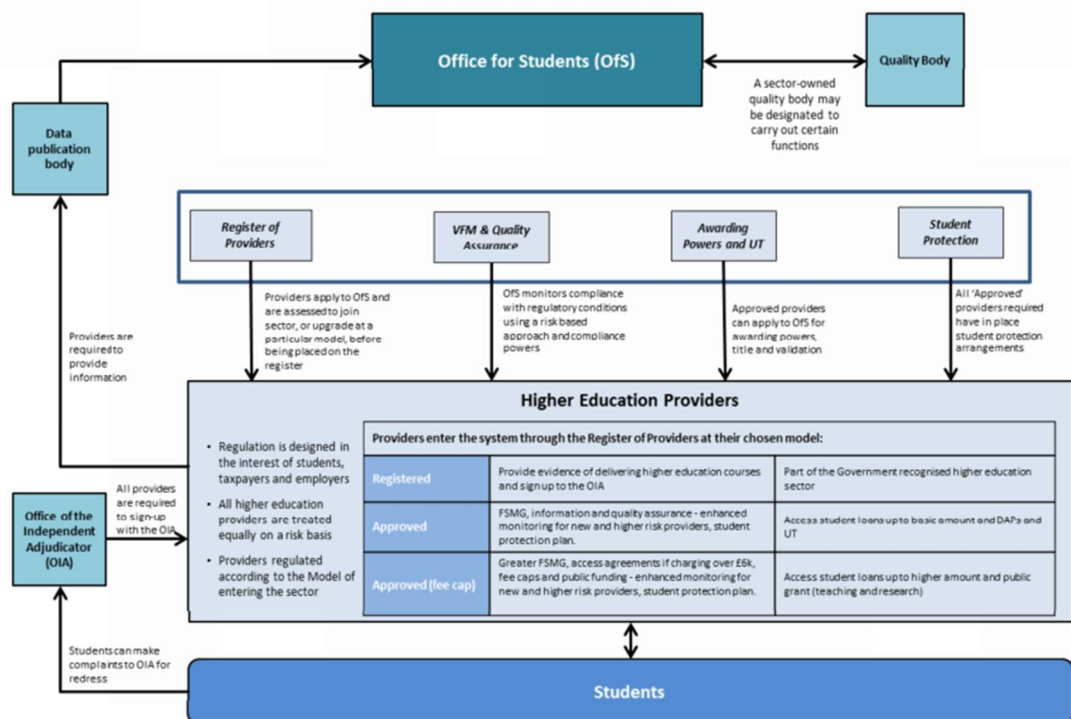 Office for Students (OfS)
Quality Body
A sector-owned
quality body may
be designated to
carry out certain
functions
Data
publication
body
Register of
Providers
VFM & Quality
Assurance
Awarding
Powers and UT
Student
Protection
Providers apply to OfS and
are assessed to join
sector, or upgrade at a
particular model, before
being placed on the
register
OfS monitors compliance
with regulatory conditions
using a risk based
approach and compliance
powers
Approved providers
can apply to OfS for
awarding powers,
title and validation
All ‘Approved’
providers required
have in place
student protection
arrangements
Providers are
required to
provide
information
Higher Education Providers
• Regulation is designed in
the interest of students,
taxpayers and employers
• All higher education
providers are treated
equally on a risk basis
• Providers regulated
according to the Model of
entering the sector
Providers enter the system through the Register of Providers at their chosen model:
Registered
Provide evidence of delivering higher education courses
and sign up to the OIA
Part of the Government recognised higher education
sector
Approved
FSMG, information and quality assurance - enhanced
monitoring for new and higher risk providers, student
protection plan.
Access student loans up to basic amount and DAPs and
UT
Approved (fee cap)
Greater FSMG, access agreements if charging over £6k,
fee caps and public funding - enhanced monitoring for
new and higher risk providers, student protection plan.
Access student loans up to higher amount and public
grant (teaching and research)
Office of the
Independent
Adjudicator
(OIA)
All providers
are required
to sign-up
with the OIA
Students can make
complaints to OIA for
redress
Students